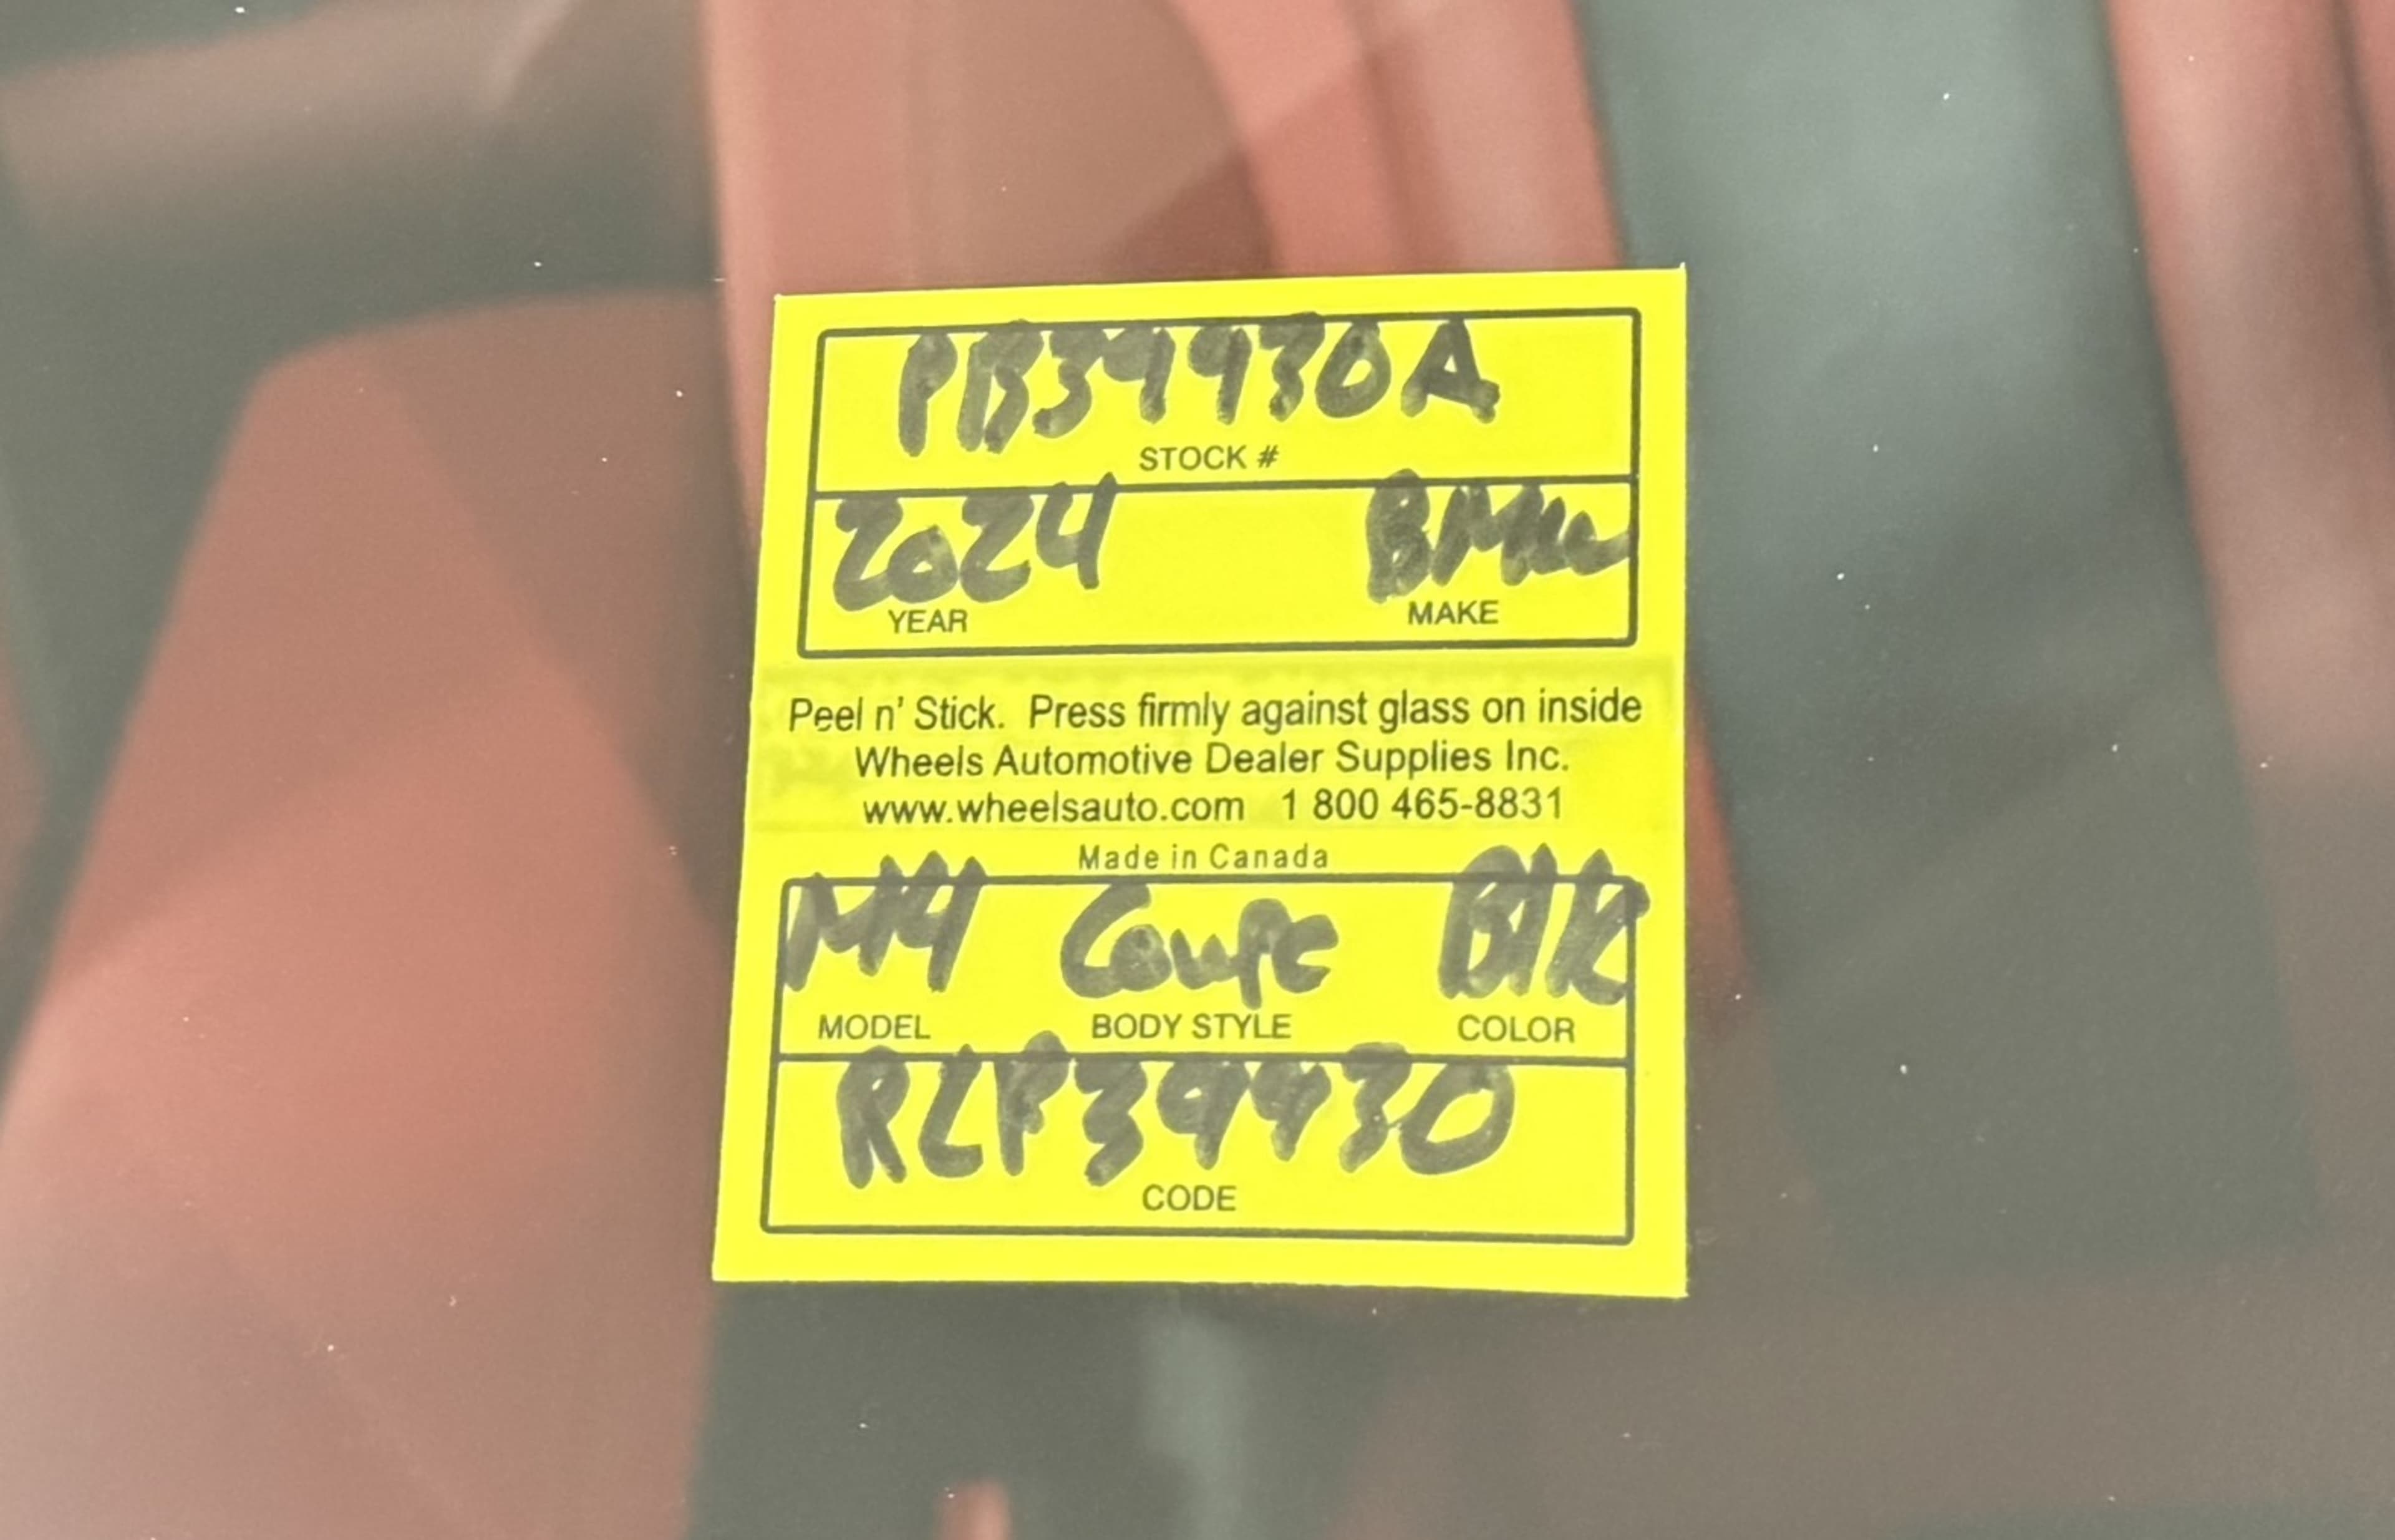 PB39930A
STOCK #
2024 BMW
YEAR MAKE
Peel n' Stick. Press firmly against glass on inside
Wheels Automotive Dealer Supplies Inc.
www.wheelsauto.com 1 800 465-8831
Made in Canada
M4 Coupe Blk
MODEL BODY STYLE COLOR
RCP39930
CODE